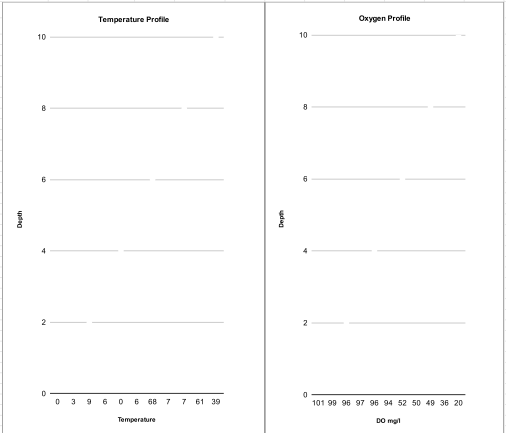 Temperature Profile
10
8
6
4
2
0
Depth
0 3 9 6 0 6 68 7 7 61 39
Temperature
Oxygen Profile
10
8
6
4
2
0
Depth
101 99 96 97 96 94 52 50 49 36 20
DO mg/l